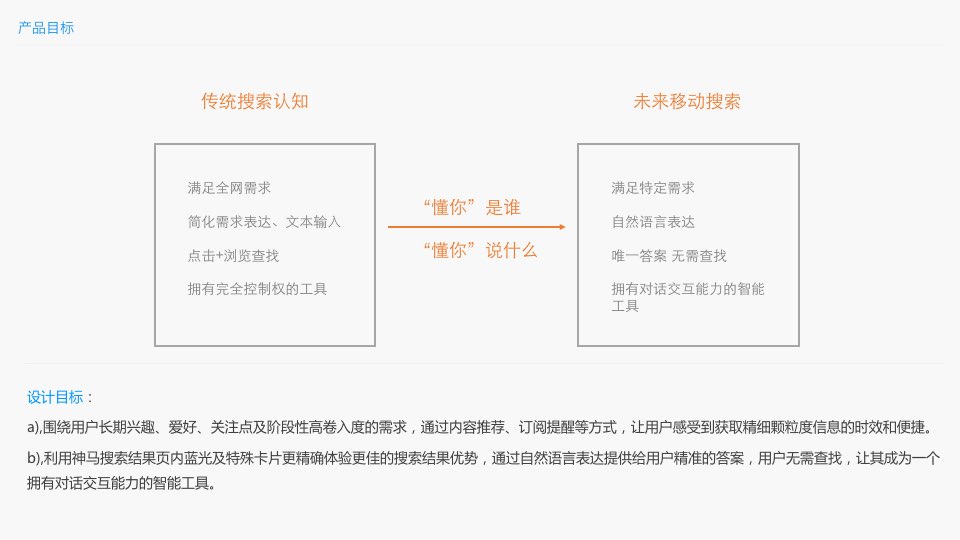 产品目标
传统搜索认知
未来移动搜索
满足全网需求
简化需求表达、文本输入
点击+浏览查找
拥有完全控制权的工具
“懂你”是谁
“懂你”说什么
满足特定需求
自然语言表达
唯一答案 无需查找
拥有对话交互能力的智能
工具
设计目标：
a),围绕用户长期兴趣、爱好、关注点及阶段性高卷入度的需求，通过内容推荐、订阅提醒等方式，让用户感受到获取精细颗粒度信息的时效和便捷。
b),利用神马搜索结果页内蓝光及特殊卡片更精确体验更佳的搜索结果优势，通过自然语言表达提供给用户精准的答案，用户无需查找，让其成为一个
拥有对话交互能力的智能工具。